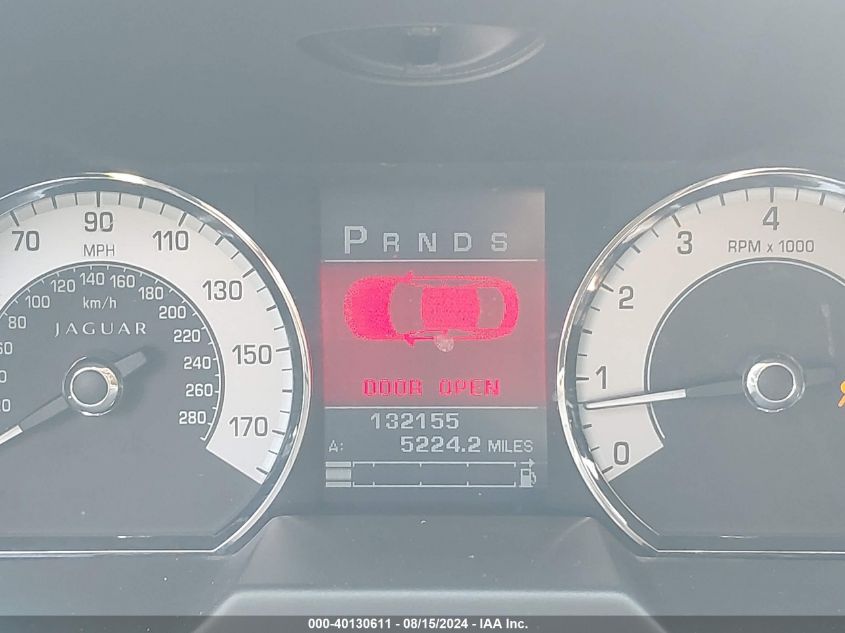 70 90 110 130 150 170
MPH
80 100 120 140 160 180 200 220 240 260 280
km/h
JAGUAR
P R N D S
DOOR OPEN
132155
A: 5224.2 MILES
0 1 2 3 4
RPM x 1000
000-40130611 - 08/15/2024 - IAA Inc.